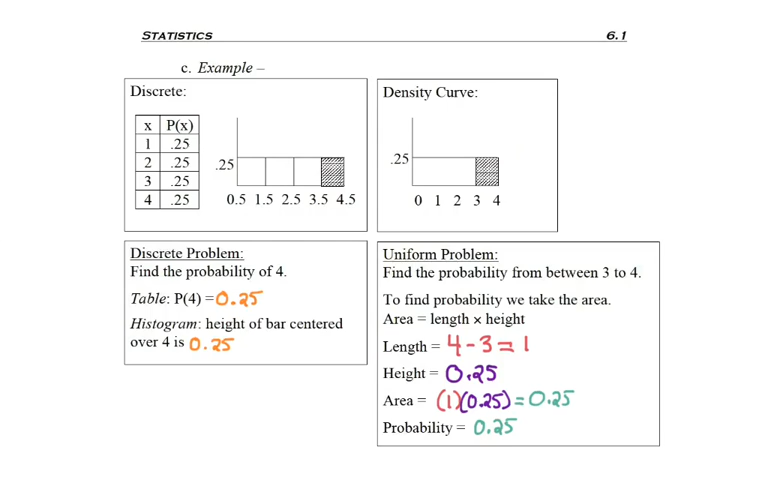 STATISTICS 6.1
c. Example –
Discrete:
x P(x)
1 .25
2 .25
3 .25
4 .25
.25
0.5 1.5 2.5 3.5 4.5
Density Curve:
.25
0 1 2 3 4
Discrete Problem:
Find the probability of 4.
Table: P(4) = 0.25
Histogram: height of bar centered
over 4 is 0.25
Uniform Problem:
Find the probability from between 3 to 4.
To find probability we take the area.
Area = length × height
Length = 4 - 3 = 1
Height = 0.25
Area = (1)(0.25) = 0.25
Probability = 0.25